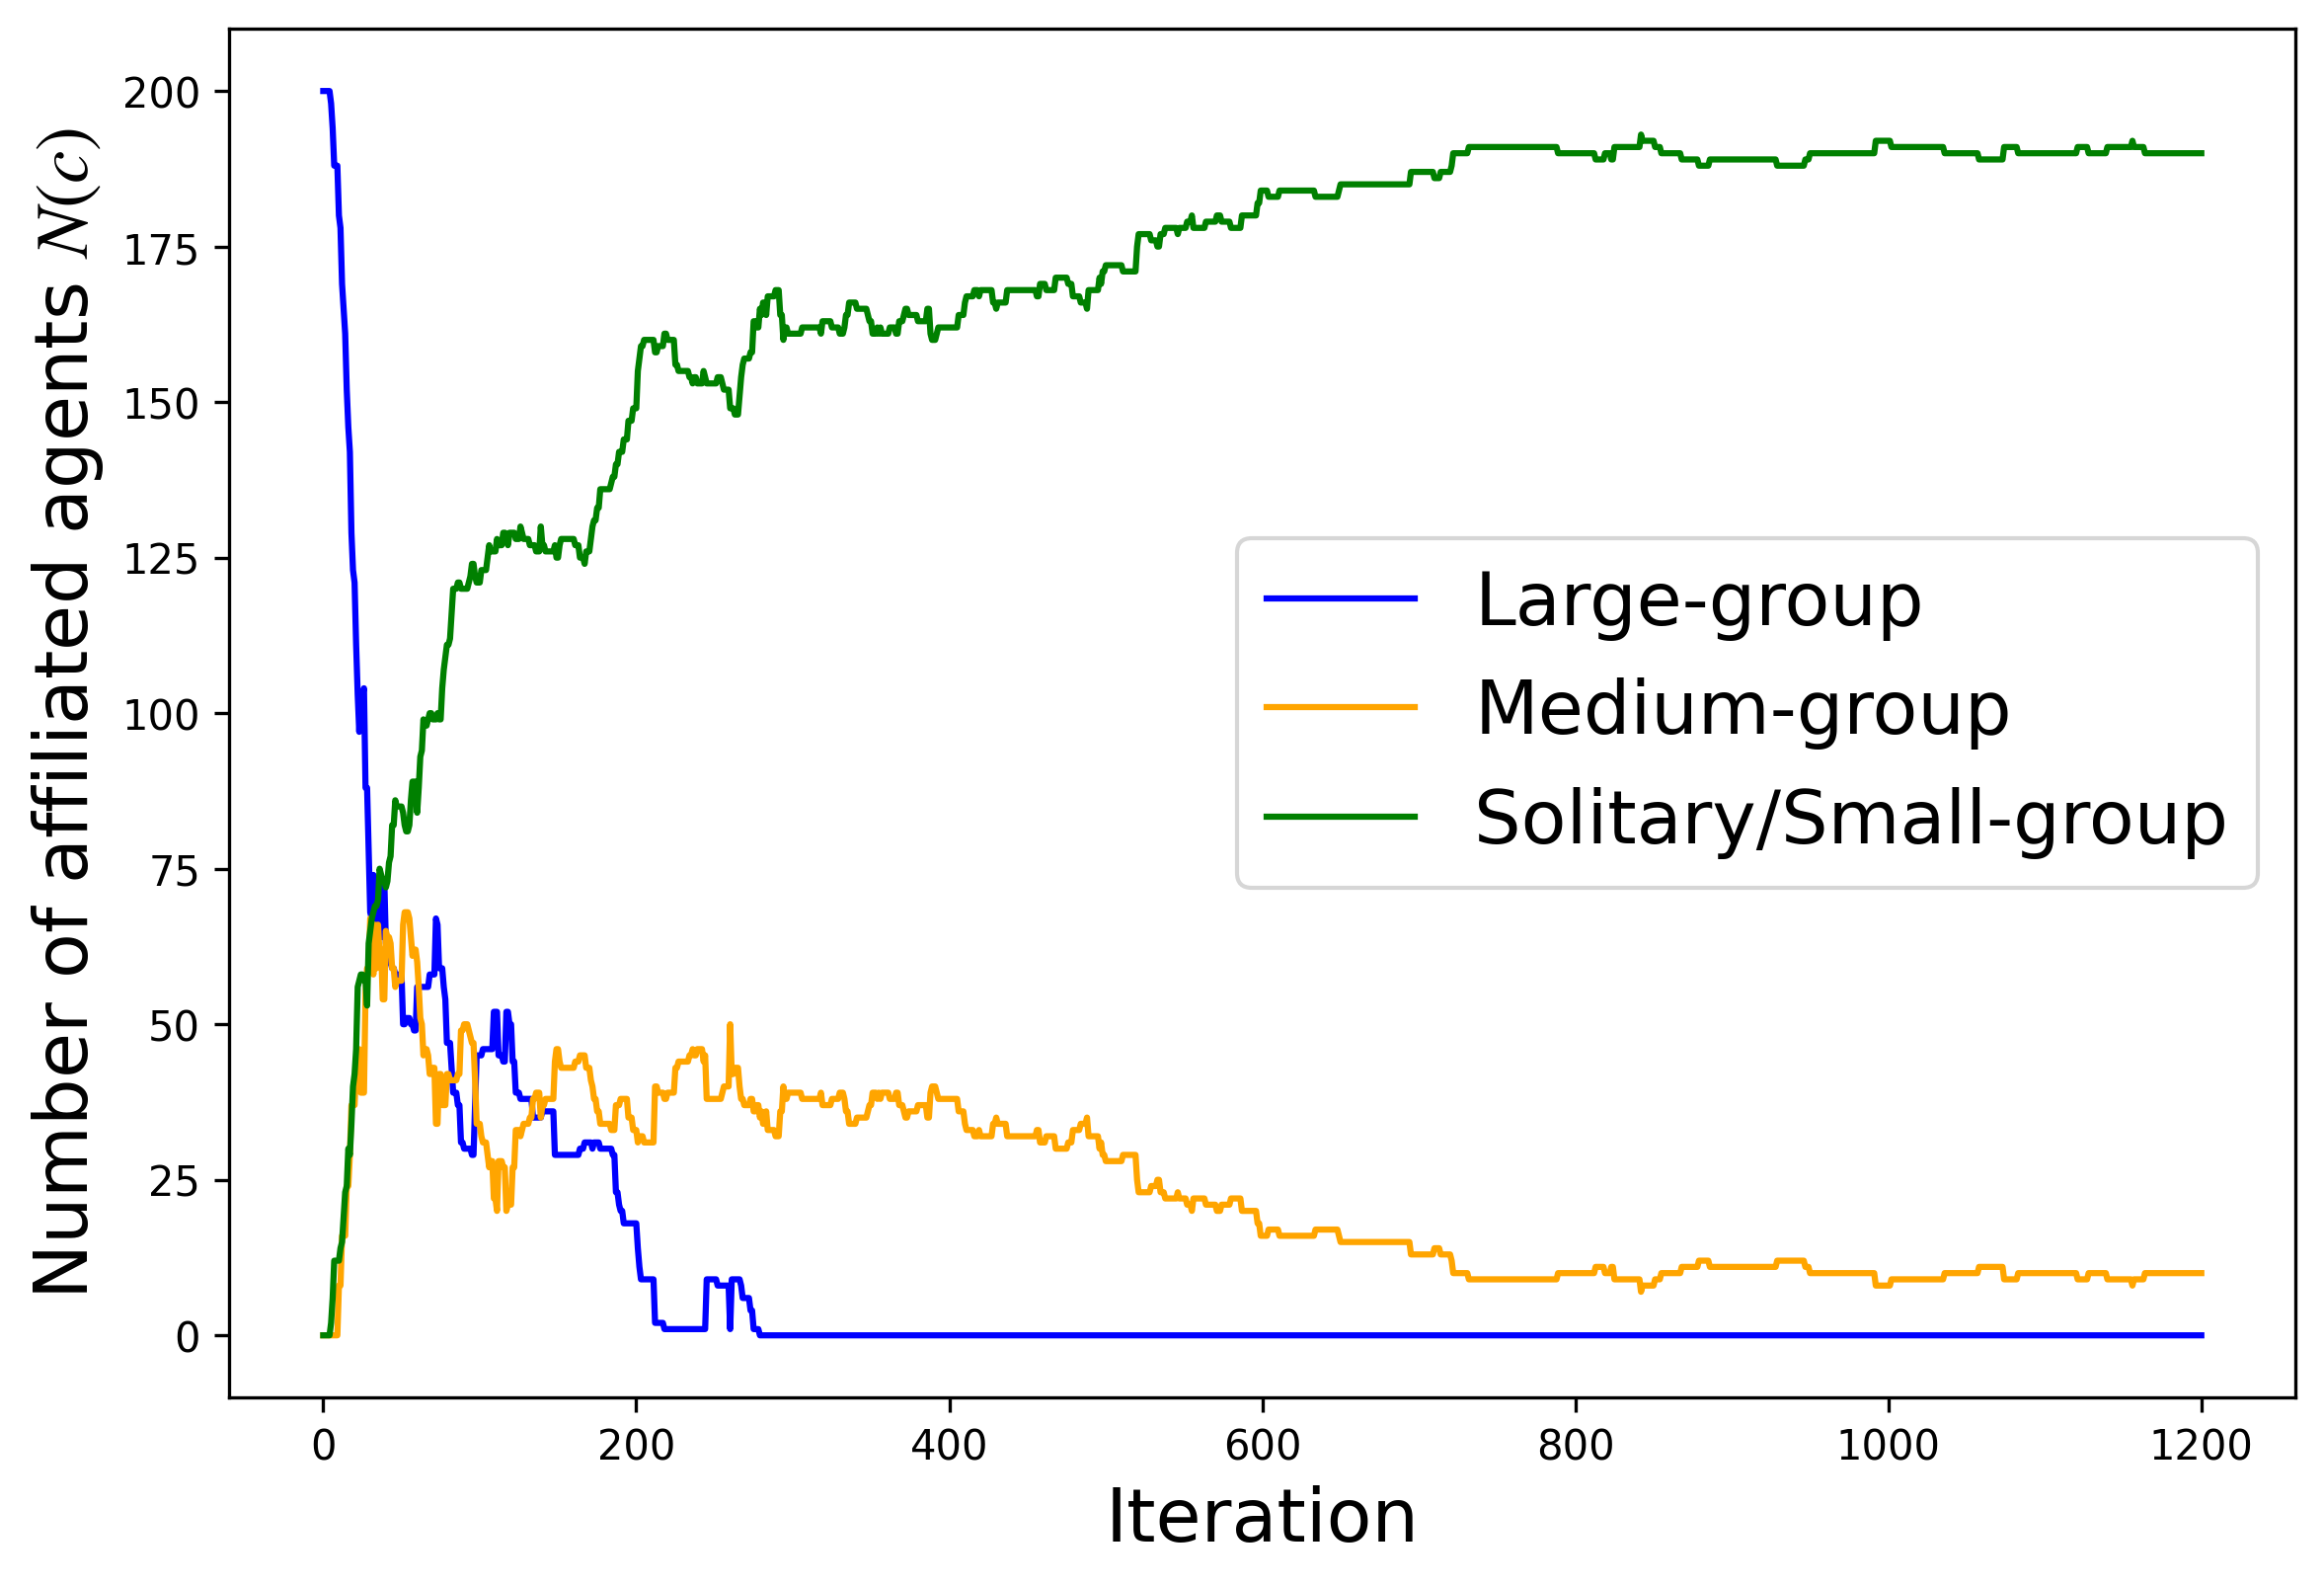 Number of affiliated agents N(c)
200
175
150
125
100
75
50
25
0
Large-group
Medium-group
Solitary/Small-group
0 200 400 600 800 1000 1200
Iteration